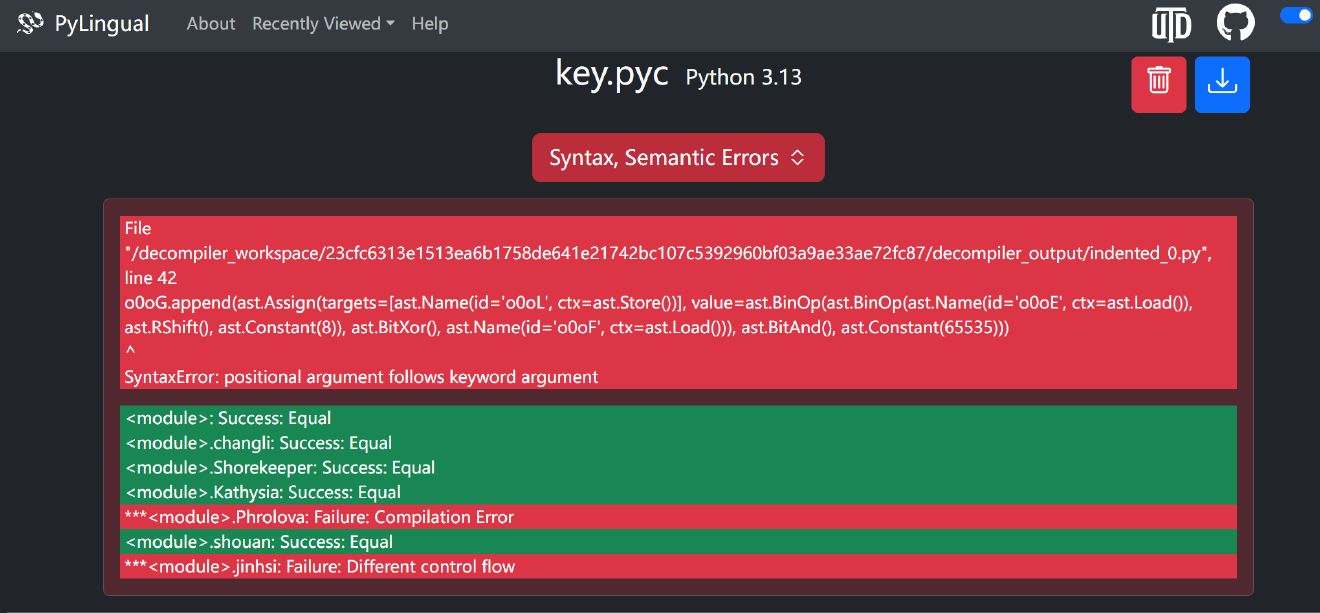 PyLingual About Recently Viewed Help UTD
key.pyc Python 3.13
Syntax, Semantic Errors
File
"/decompiler_workspace/23cfc6313e1513ea6b1758de641e21742bc107c5392960bf03a9ae33ae72fc87/decompiler_output/indented_0.py",
line 42
o0oG.append(ast.Assign(targets=[ast.Name(id='o0oL', ctx=ast.Store())], value=ast.BinOp(ast.BinOp(ast.Name(id='o0oE', ctx=ast.Load()),
ast.RShift(), ast.Constant(8)), ast.BitXor(), ast.Name(id='o0oF', ctx=ast.Load())), ast.BitAnd(), ast.Constant(65535)))
^
SyntaxError: positional argument follows keyword argument
<module>: Success: Equal
<module>.changli: Success: Equal
<module>.Shorekeeper: Success: Equal
<module>.Kathysia: Success: Equal
***<module>.Phrolova: Failure: Compilation Error
<module>.shouan: Success: Equal
***<module>.jinhsi: Failure: Different control flow